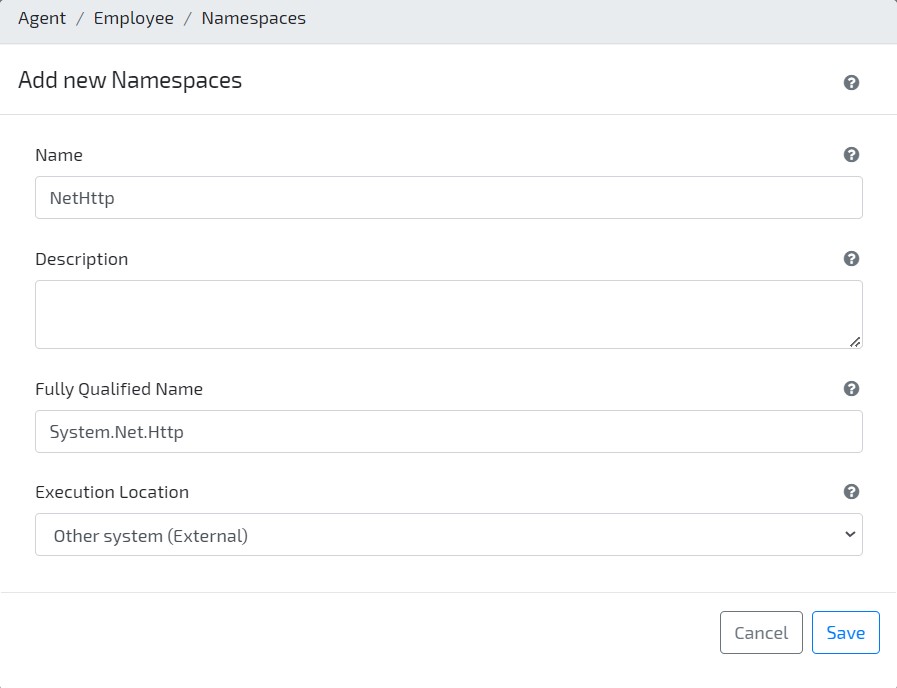 Agent / Employee / Namespaces
Add new Namespaces
Name
NetHttp
Description
Fully Qualified Name
System.Net.Http
Execution Location
Other system (External)
Cancel Save